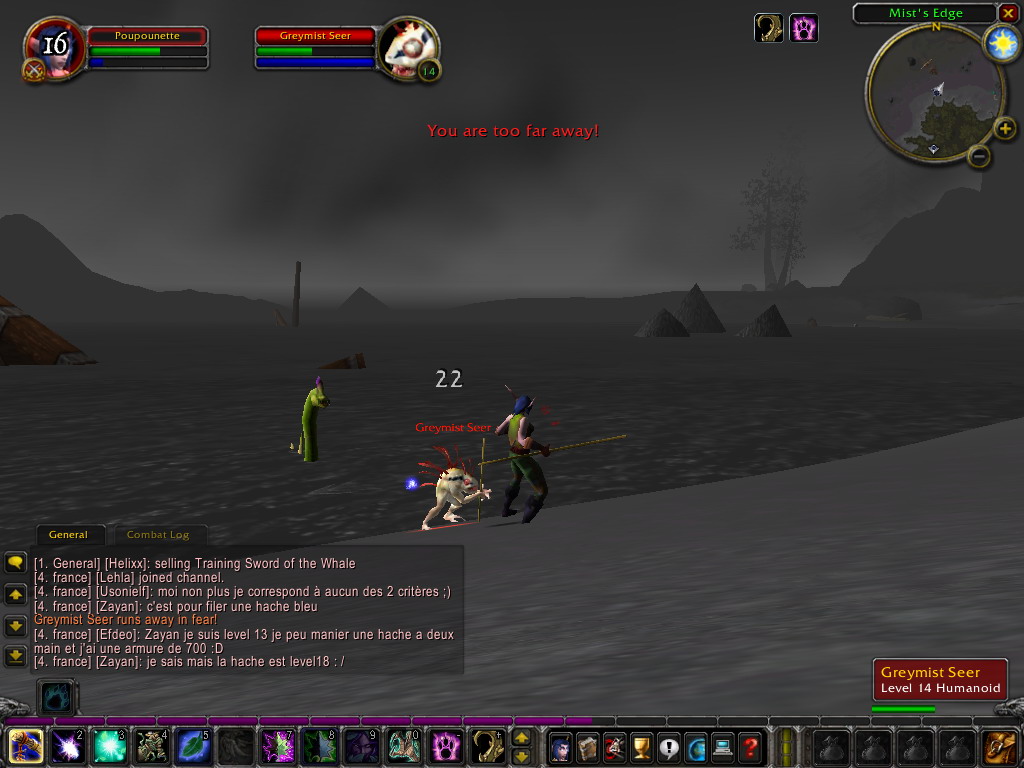 Mist's Edge
N
16
Poupounette
Greymist Seer
14
You are too far away!
22
Greymist Seer
General
Combat Log
[1. General] [Helixx]: selling Training Sword of the Whale
[4. france] [Lehla] joined channel.
[4. france] [Usonielf]: moi non plus je correspond à aucun des 2 critères ;)
[4. france] [Zayan]: c'est pour filer une hache bleu
Greymist Seer runs away in fear!
[4. france] [Efdeo]: Zayan je suis level 13 je peu manier une hache a deux
main et j'ai une armure de 700 :D
[4. france] [Zayan]: je sais mais la hache est level18 : /
Greymist Seer
Level 14 Humanoid
2
3
4
5
7
8
9
0